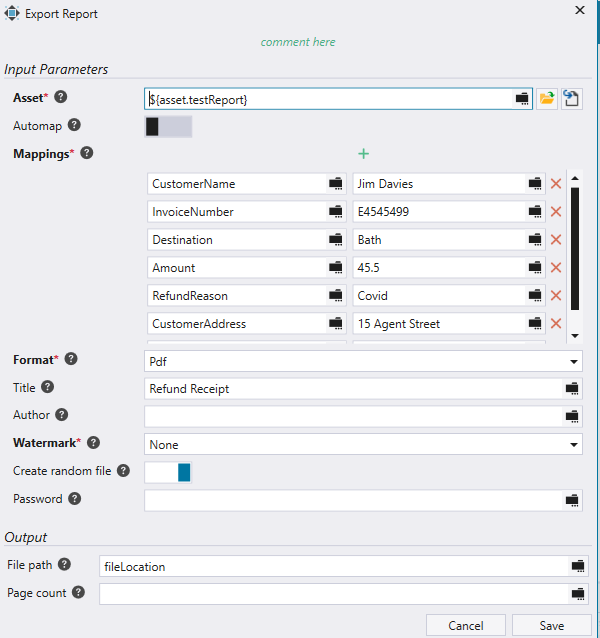 Export Report
comment here
Input Parameters
Asset* ? ${asset.testReport}
Automap ?
Mappings* ? +
CustomerName Jim Davies
InvoiceNumber E4545499
Destination Bath
Amount 45.5
RefundReason Covid
CustomerAddress 15 Agent Street
Format* ? Pdf
Title ? Refund Receipt
Author ?
Watermark* ? None
Create random file ?
Password ?
Output
File path ? fileLocation
Page count ?
Cancel Save